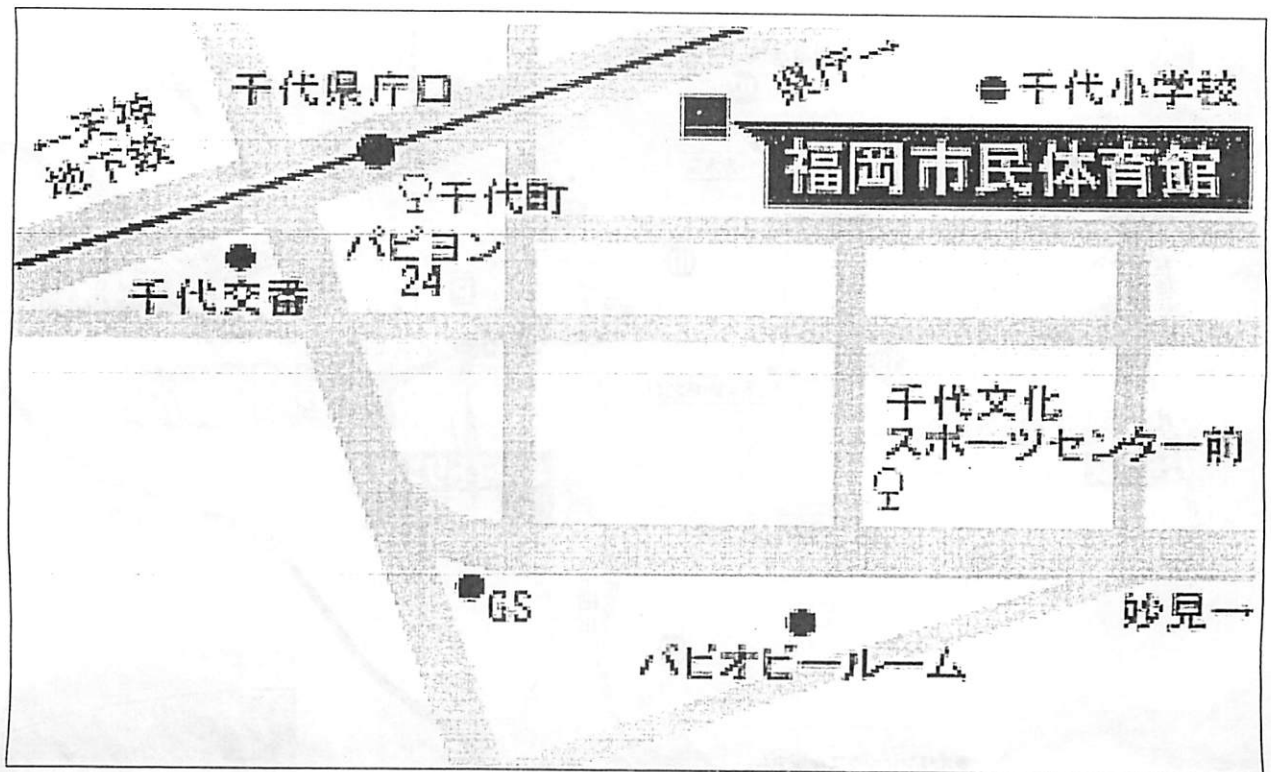 県庁→
千代県庁口
●千代小学校
←天神
地下鉄
福岡市民体育館
千代町
パピヨン
24
千代交番
千代文化
スポーツセンター前
GS
妙見→
パピオビールーム